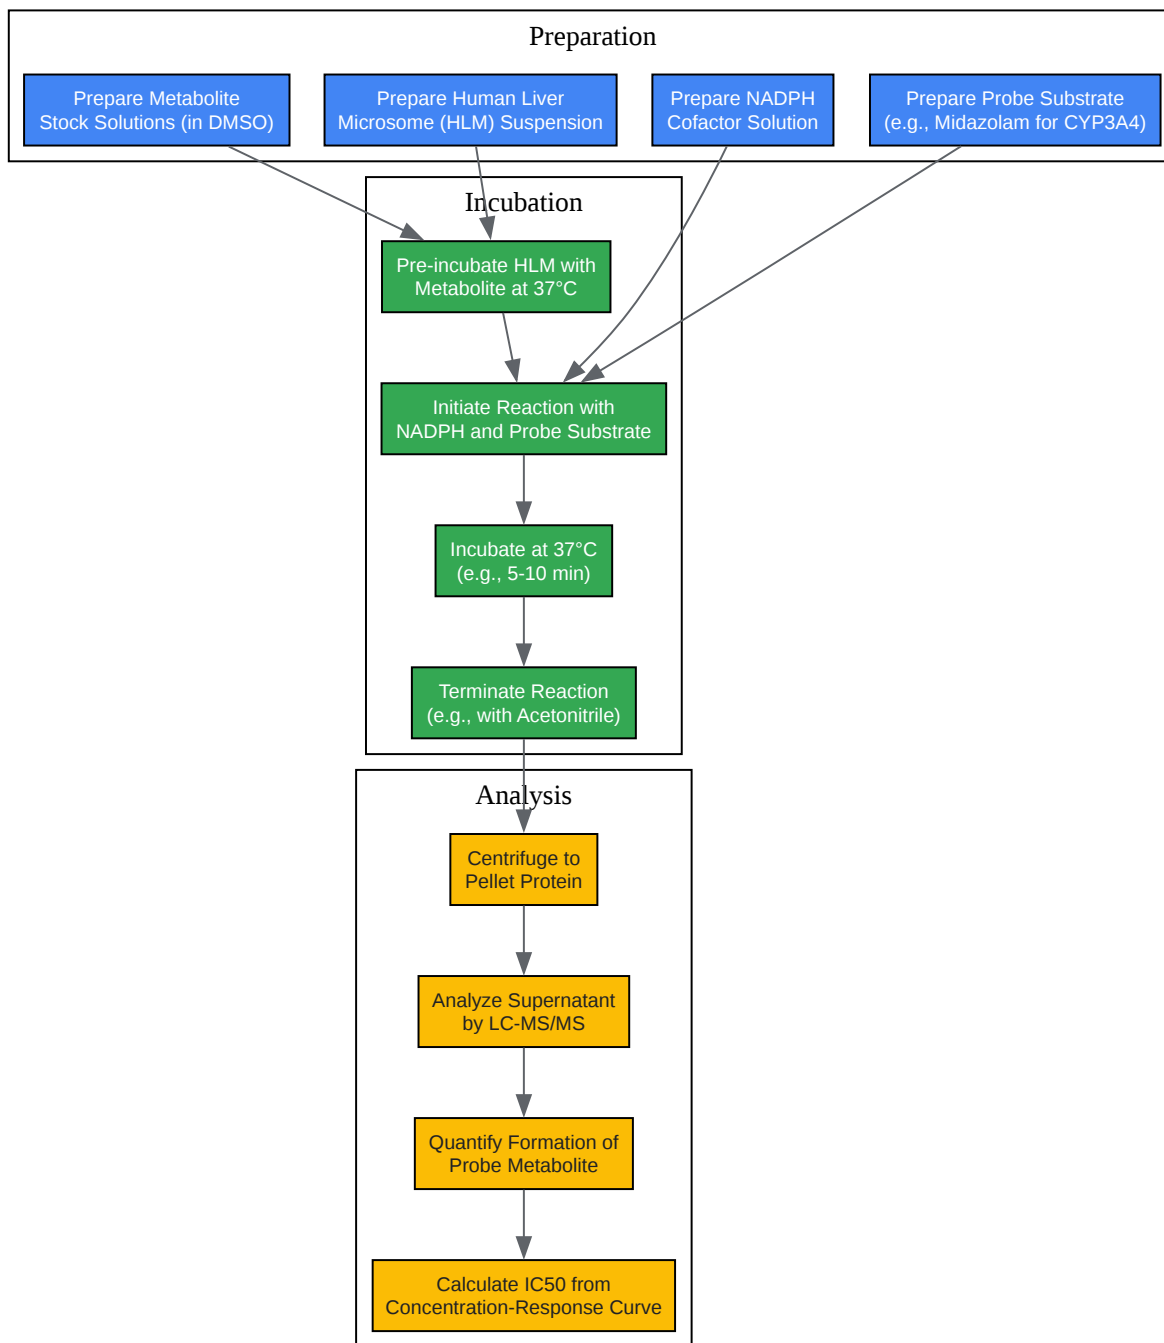 Preparation
Prepare Metabolite
Stock Solutions (in DMSO)
Prepare Human Liver
Microsome (HLM) Suspension
Prepare NADPH
Cofactor Solution
Prepare Probe Substrate
(e.g., Midazolam for CYP3A4)
Incubation
Pre-incubate HLM with
Metabolite at 37°C
Initiate Reaction with
NADPH and Probe Substrate
Incubate at 37°C
(e.g., 5-10 min)
Terminate Reaction
(e.g., with Acetonitrile)
Analysis
Centrifuge to
Pellet Protein
Analyze Supernatant
by LC-MS/MS
Quantify Formation of
Probe Metabolite
Calculate IC50 from
Concentration-Response Curve